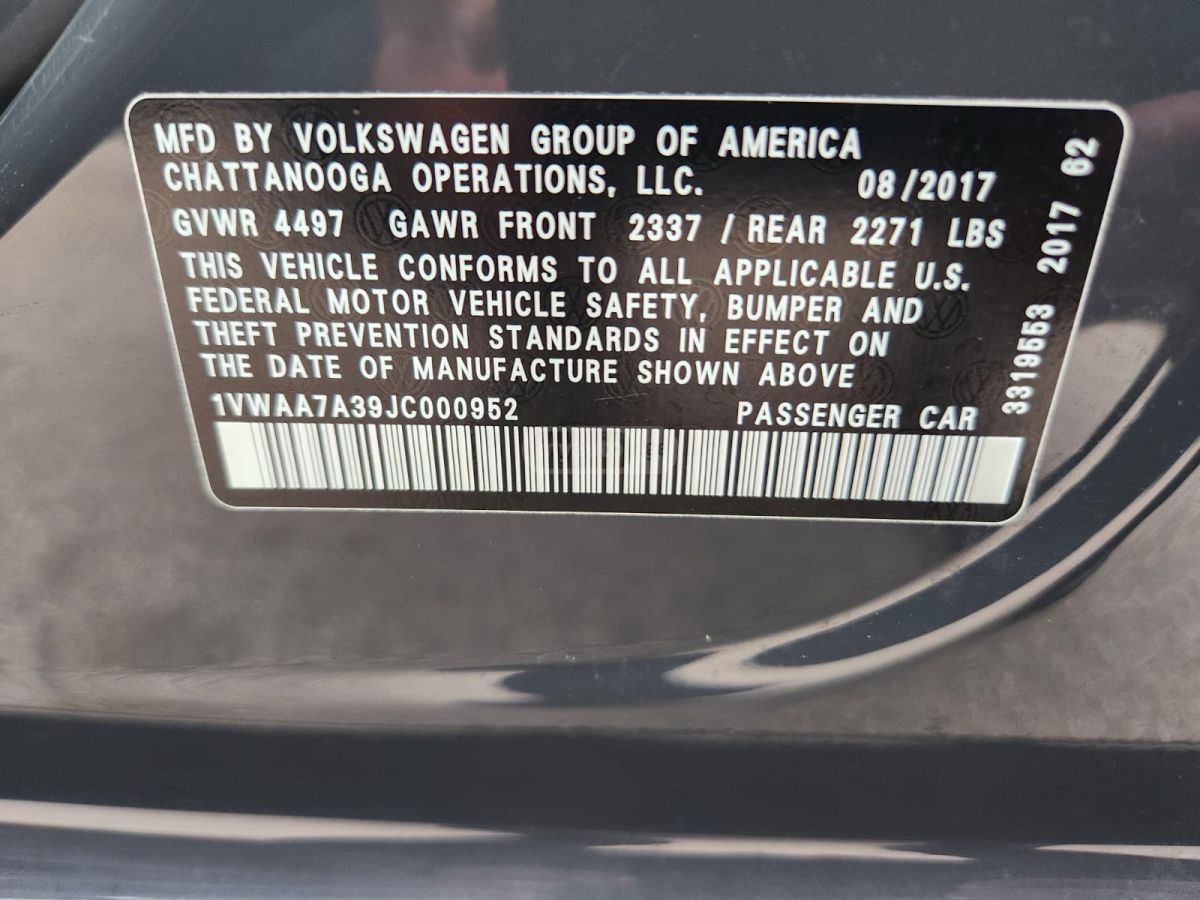 MFD BY VOLKSWAGEN GROUP OF AMERICA
CHATTANOOGA OPERATIONS, LLC. 08/2017
GVWR 4497 GAWR FRONT 2337 / REAR 2271 LBS
THIS VEHICLE CONFORMS TO ALL APPLICABLE U.S.
FEDERAL MOTOR VEHICLE SAFETY, BUMPER AND
THEFT PREVENTION STANDARDS IN EFFECT ON
THE DATE OF MANUFACTURE SHOWN ABOVE
1VWAA7A39JC000952 PASSENGER CAR
3319553 2017 62